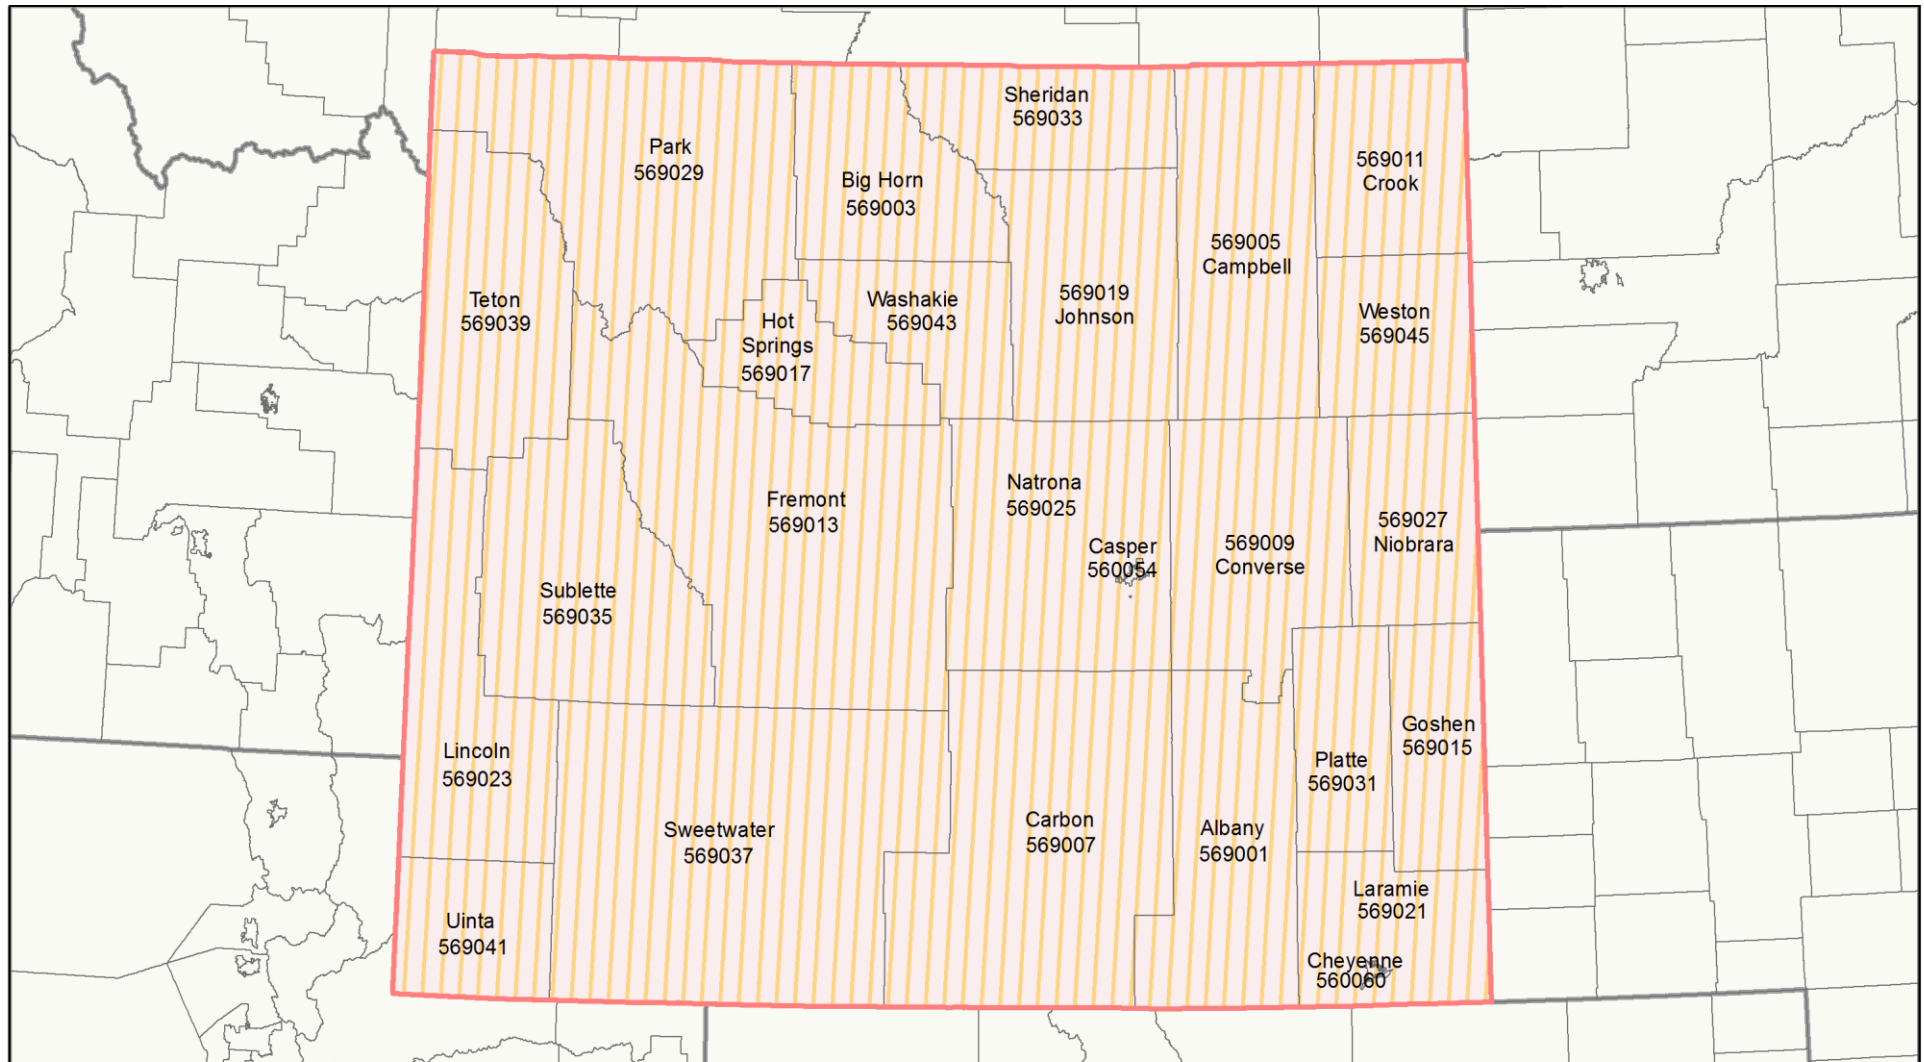 Sheridan
569033
Park
569029
569011
Crook
Big Horn
569003
569005
Campbell
Teton
569039
Washakie
569043
569019
Johnson
Weston
569045
Hot
Springs
569017
Natrona
569025
Fremont
569013
569027
Niobrara
Casper
560054
569009
Converse
Sublette
569035
Goshen
569015
Lincoln
569023
Platte
569031
Sweetwater
569037
Carbon
569007
Albany
569001
Laramie
569021
Uinta
569041
Cheyenne
560060